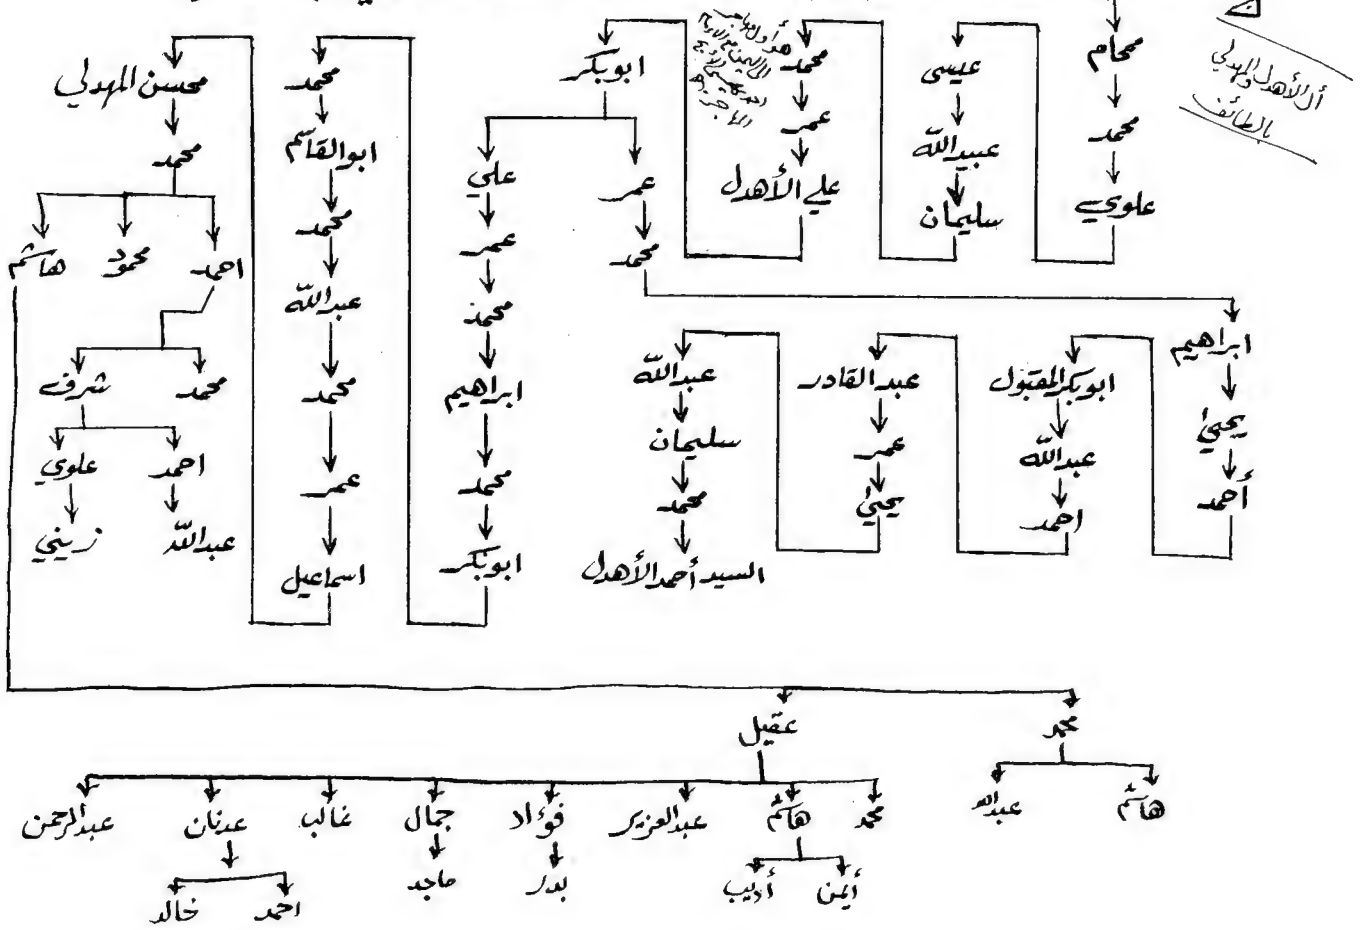 آل الأهدل والمهدلي
بالطائف
محام
محمد
علوي
عيسى
عبيدالله
سليمان
محمد
عمر
علي الأهدل
ابوبكر
عمر
محمد
ابراهيم
يحيى
أحمد
ابوبكر المقبول
عبدالله
احمد
عبدالقادر
عمر
يحيى
عبدالله
سليمان
محمد
السيد أحمد الأهدل
علي
عمر
محمد
ابراهيم
محمد
ابوبكر
محمد
ابوالقاسم
محمد
عبدالله
محمد
عمر
اسماعيل
محسن المهدلي
محمد
احمد
محمود
هاشم
محمد
شرف
احمد
علوي
عبدالله
زيني
محمد
عقيل
هاشم
عبدالله
محمد
هاشم
عبدالعزيز
فؤاد
جمال
غالب
عدنان
عبدالرحمن
أيمن
أديب
بدر
ماجد
احمد
خالد